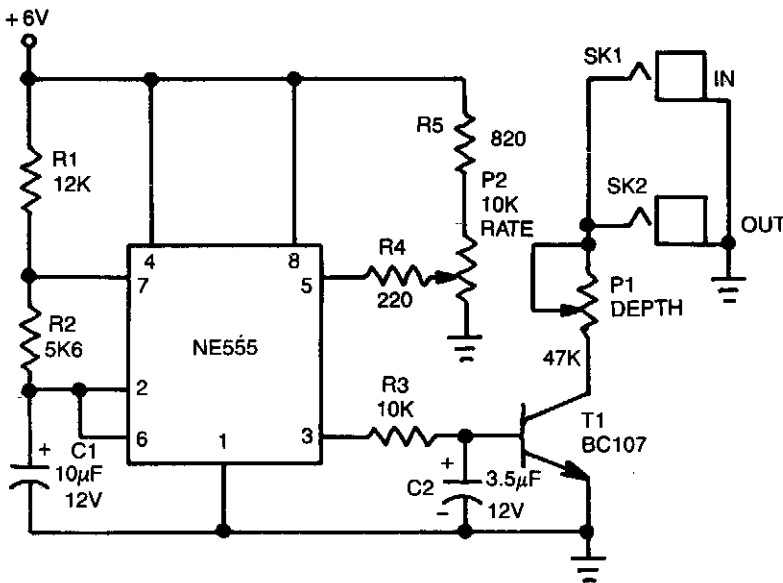 +6V
SK1
IN
R1
12K
R5
820
P2
10K
RATE
SK2
OUT
4
8
7
5
R4
220
P1
DEPTH
47K
R2
5K6
NE555
2
6
1
3
R3
10K
T1
BC107
C1
+
10µF
12V
+
C2
3.5µF
12V
–